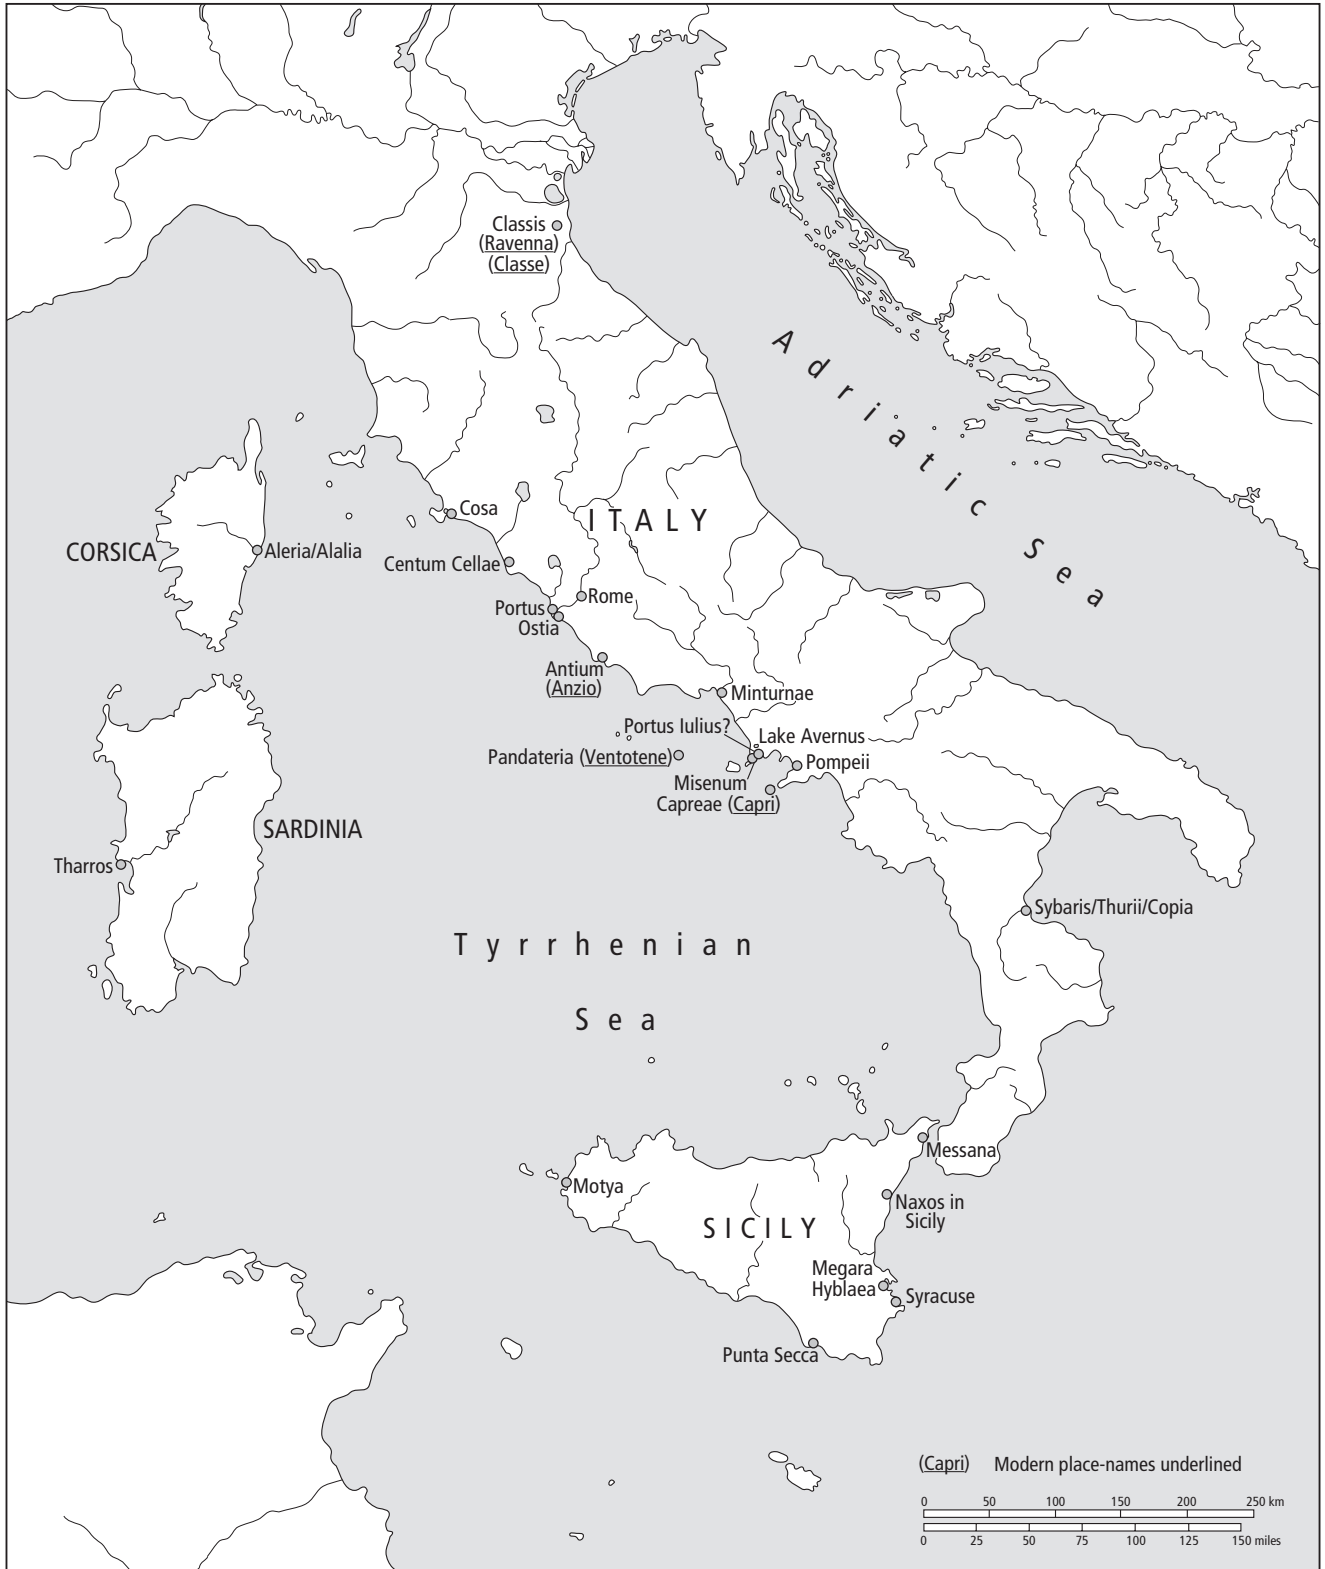 Classis
(Ravenna)
(Classe)
Adriatic Sea
Cosa
ITALY
CORSICA
Aleria/Alalia
Centum Cellae
Rome
Portus
Ostia
Antium
(Anzio)
Minturnae
Portus Iulius?
Lake Avernus
Pandateria (Ventotene)
Pompeii
Misenum
Capreae (Capri)
SARDINIA
Tharros
Sybaris/Thurii/Copia
Tyrrhenian
Sea
Messana
Motya
Naxos in
Sicily
SICILY
Megara
Hyblaea
Syracuse
Punta Secca
(Capri) Modern place-names underlined
0 50 100 150 200 250 km
0 25 50 75 100 125 150 miles